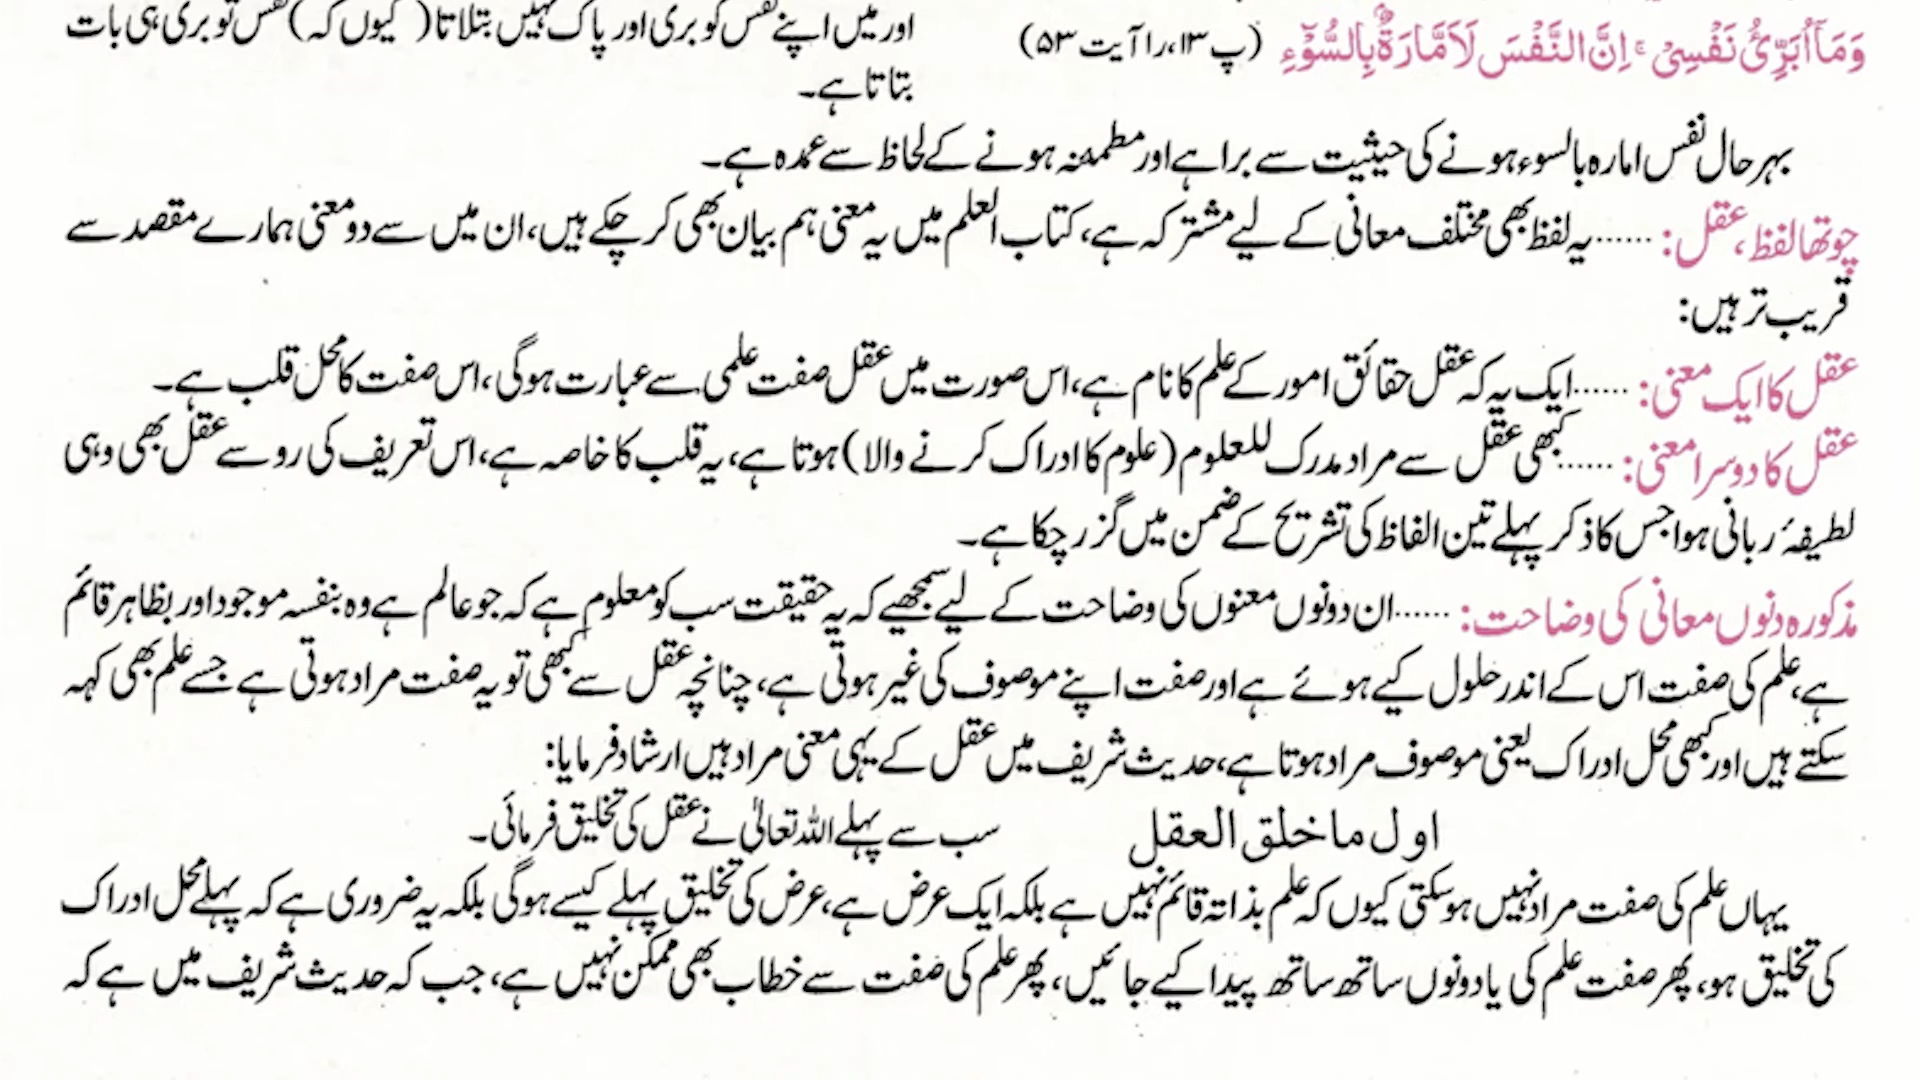 وَمَآ اُبَرِّئُ نَفْسِیْ ۚ اِنَّ النَّفْسَ لَاَمَّارَةٌۢ بِالسُّوْٓءِ (پ ۱۳، را آیت ۵۳) اور میں اپنے نفس کو بری اور پاک نہیں بتلاتا (کیوں کہ) نفس تو بری ہی بات
بتاتا ہے۔
بہر حال نفس امارہ بالسوء ہونے کی حیثیت سے برا ہے اور مطمئنہ ہونے کے لحاظ سے عمدہ ہے۔
چوتھا لفظ، عقل: ......یہ لفظ بھی مختلف معانی کے لیے مشترک ہے، کتاب العلم میں یہ معنی ہم بیان بھی کر چکے ہیں، ان میں سے دو معنی ہمارے مقصد سے
قریب تر ہیں:
عقل کا ایک معنی: ......ایک یہ کہ عقل حقائق امور کے علم کا نام ہے، اس صورت میں عقل صفت علمی سے عبارت ہوگی، اس صفت کا محل قلب ہے۔
عقل کا دوسرا معنی: ......کبھی عقل سے مراد مدرک للعلوم (علوم کا ادراک کرنے والا) ہوتا ہے، یہ قلب کا خاصہ ہے، اس تعریف کی رو سے عقل بھی وہی
لطیفۂ ربانی ہوا جس کا ذکر پہلے تین الفاظ کی تشریح کے ضمن میں گزر چکا ہے۔
مذکورہ دنوں معانی کی وضاحت: ......ان دونوں معنوں کی وضاحت کے لیے سمجھیے کہ یہ حقیقت سب کو معلوم ہے کہ جو عالم ہے وہ بنفسہ موجود اور بظاہر قائم
ہے، علم کی صفت اس کے اندر حلول کیے ہوئے ہے اور صفت اپنے موصوف کی غیر ہوتی ہے، چنانچہ عقل سے کبھی تو یہ صفت مراد ہوتی ہے جسے علم بھی کہہ
سکتے ہیں اور کبھی محل ادراک یعنی موصوف مراد ہوتا ہے، حدیث شریف میں عقل کے یہی معنی مراد ہیں ارشاد فرمایا:
اول ما خلق العقل سب سے پہلے اللہ تعالیٰ نے عقل کی تخلیق فرمائی۔
یہاں علم کی صفت مراد نہیں ہوسکتی کیوں کہ علم بذاتہ قائم نہیں ہے بلکہ ایک عرض ہے، عرض کی تخلیق پہلے کیسے ہوگی بلکہ یہ ضروری ہے کہ پہلے محل ادراک
کی تخلیق ہو، پھر صفت علم کی یا دونوں ساتھ ساتھ پیدا کیے جائیں، پھر علم کی صفت سے خطاب بھی ممکن نہیں ہے، جب کہ حدیث شریف میں ہے کہ